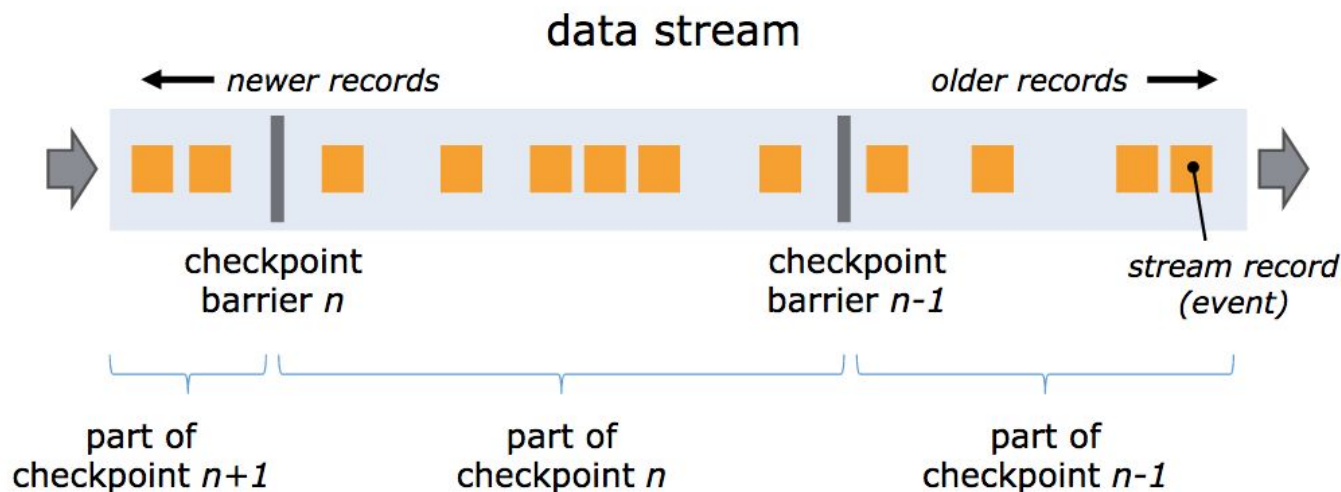 data stream
newer records
older records
checkpoint
barrier n
checkpoint
barrier n-1
stream record
(event)
part of
checkpoint n+1
part of
checkpoint n
part of
checkpoint n-1